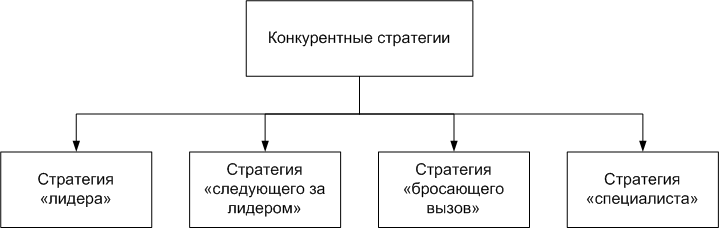 Конкурентные стратегии
Стратегия
«лидера»
Стратегия
«следующего за
лидером»
Стратегия
«бросающего
вызов»
Стратегия
«специалиста»